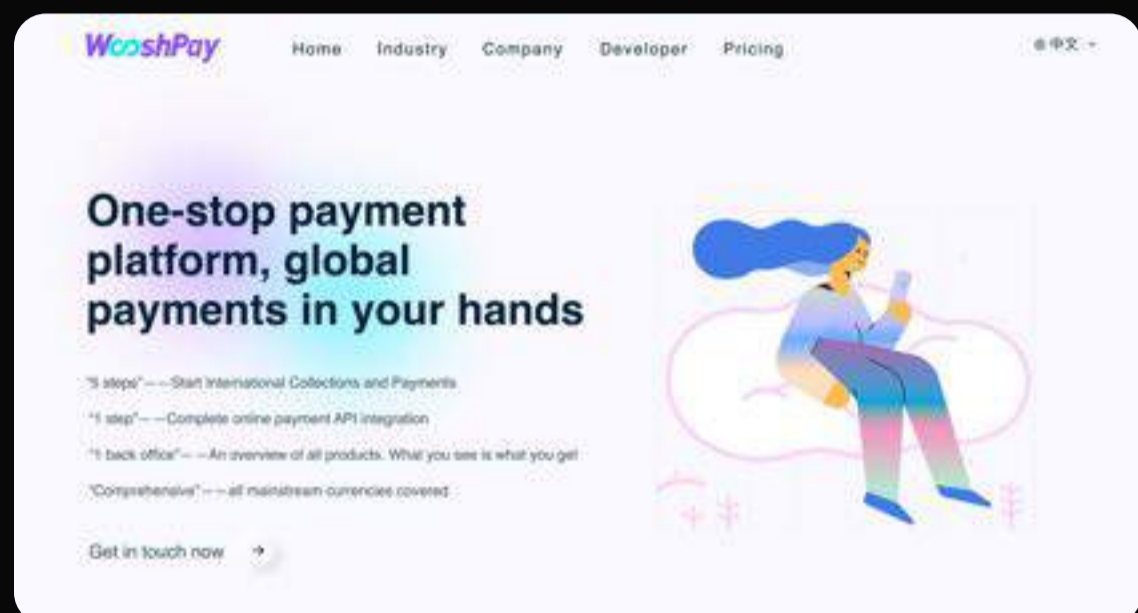 WooshPay
Home Industry Company Developer Pricing
中文
One-stop payment
platform, global
payments in your hands
"5 steps"——Start International Collections and Payments
"1 step"——Complete online payment API integration
"1 back office"——An overview of all products. What you see is what you get
"Comprehensive"——all mainstream currencies covered
Get in touch now →